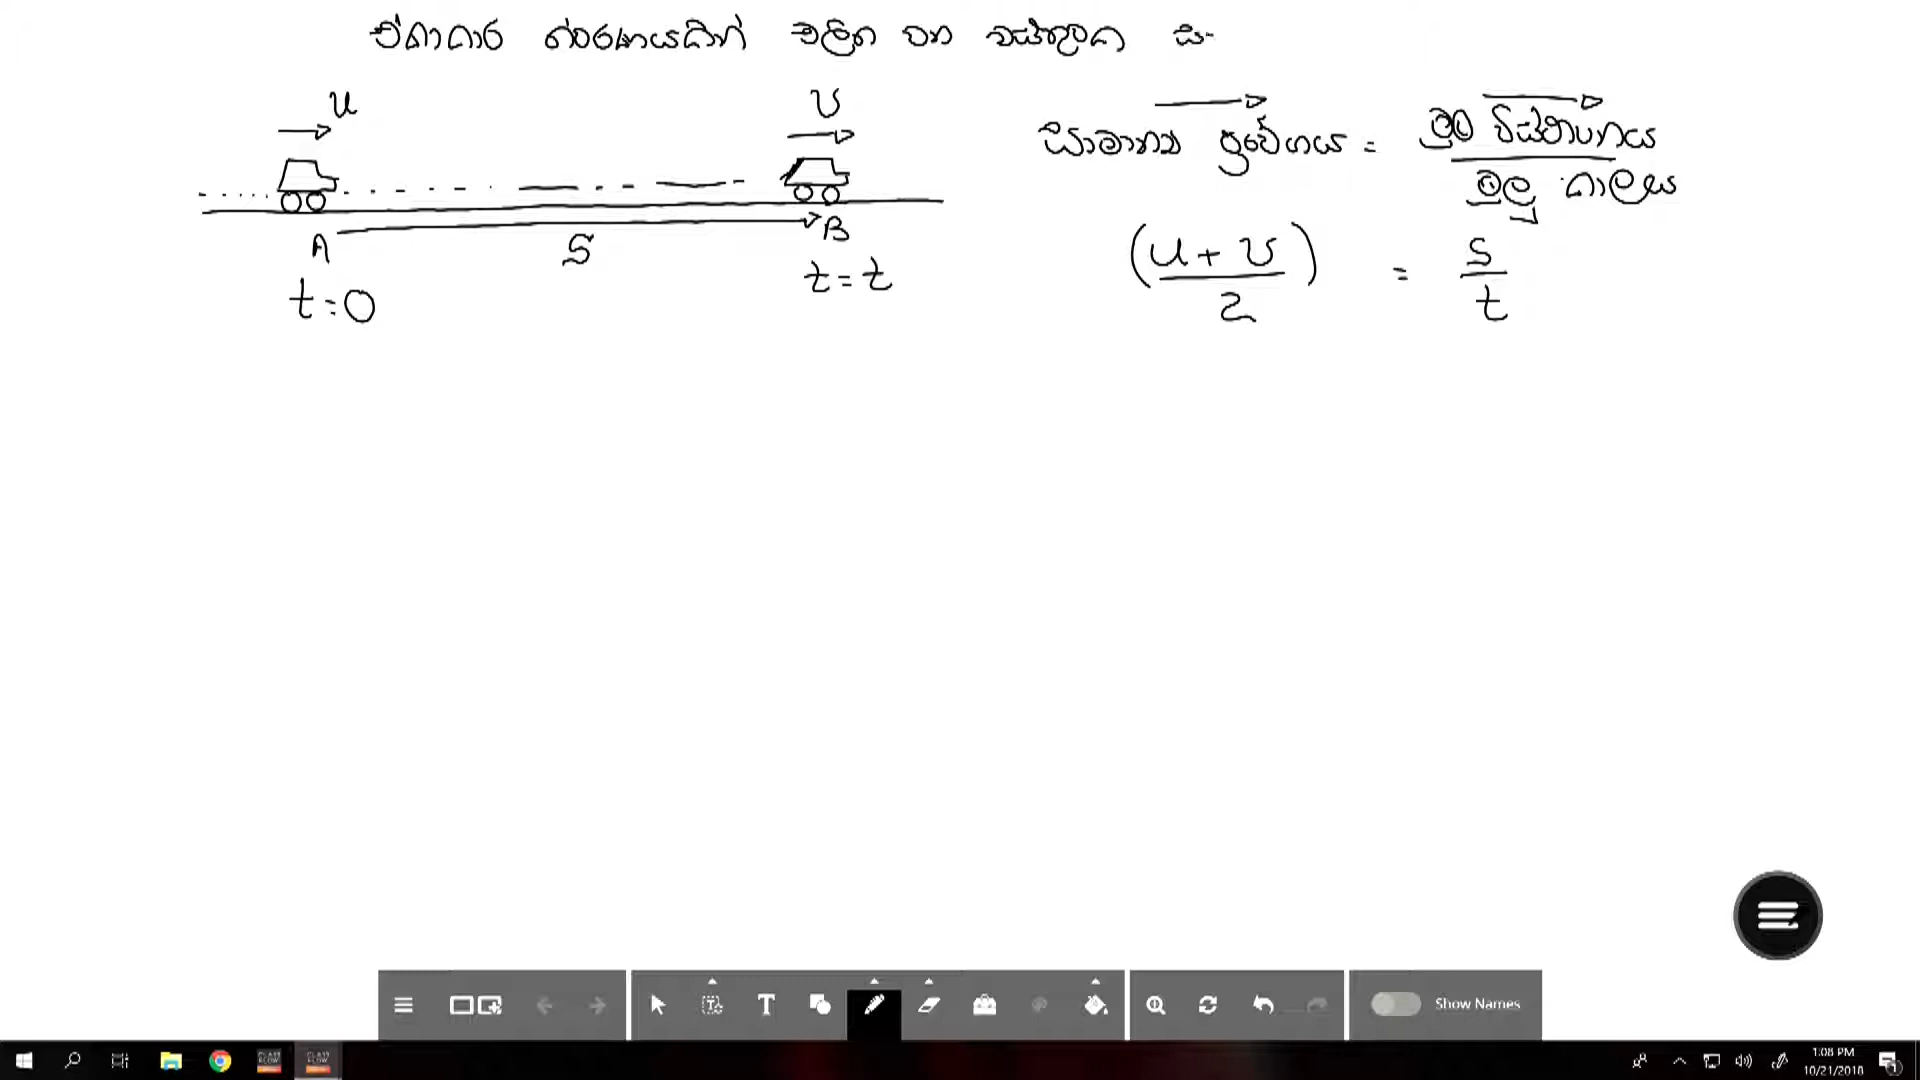 ඒකාකාර ත්වරණයකින් චලිත වන වස්තුවක සං
u
v
A
S
B
t = 0
t = t
සාමාන්‍ය ප්‍රවේගය = මුළු විස්ථාපනය
මුලු කාලය
(u + v / 2) = s / t
Show Names
1:08 PM
10/21/2018